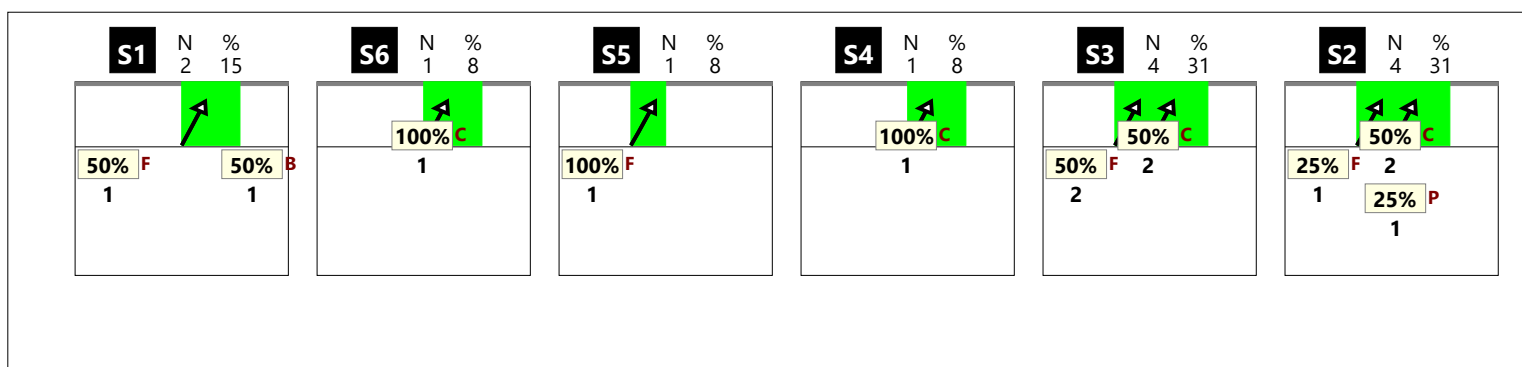 S1 N % 2 15
50% F 50% B
1 1
S6 N % 1 8
100% C
1
S5 N % 1 8
100% F
1
S4 N % 1 8
100% C
1
S3 N % 4 31
50% C
50% F 2
2
S2 N % 4 31
50% C
25% F 2
1 25% P
1